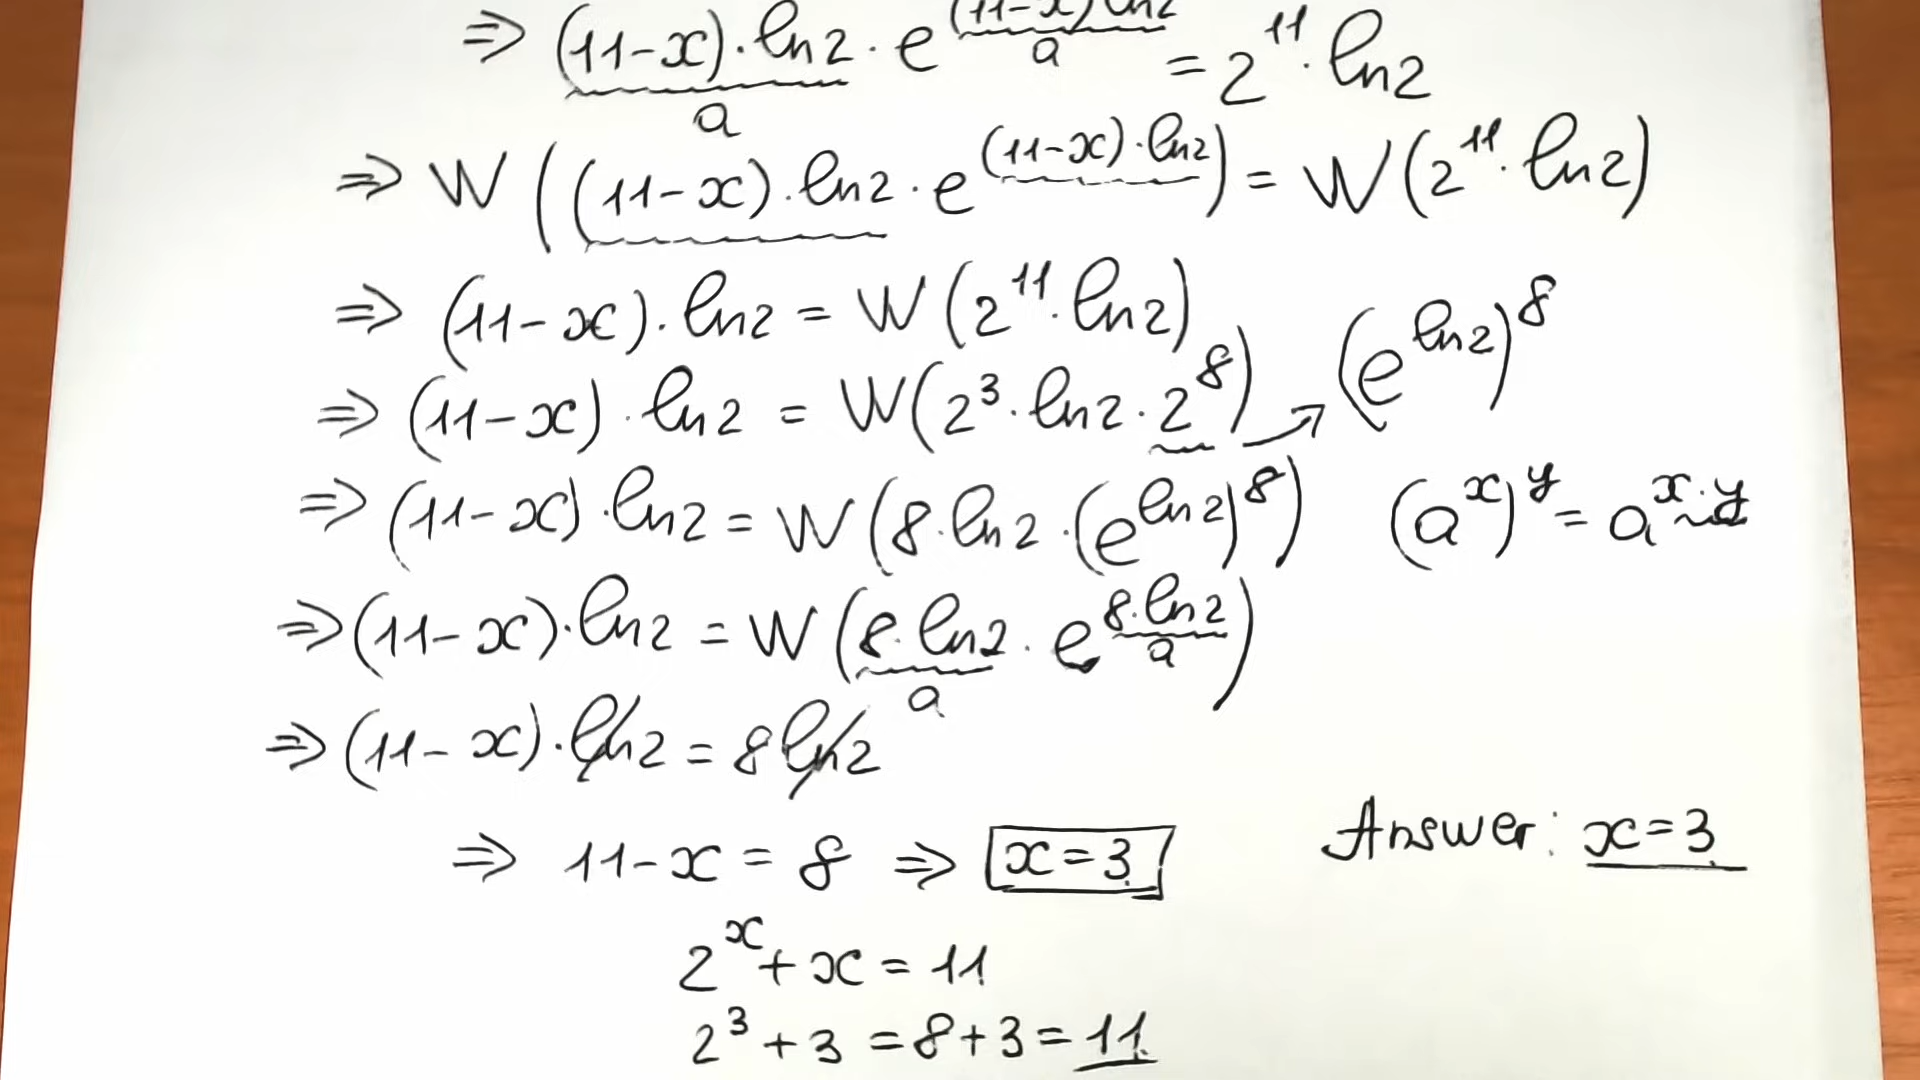 ⇒ (11-x)·ln2·e^((11-x)ln2) = 2^11·ln2
a a
⇒ W((11-x)·ln2·e^((11-x)·ln2)) = W(2^11·ln2)
⇒ (11-x)·ln2 = W(2^11·ln2)
⇒ (11-x)·ln2 = W(2^3·ln2·2^8) → (e^(ln2))^8
⇒ (11-x)·ln2 = W(8·ln2·(e^(ln2))^8) (a^x)^y = a^(x·y)
⇒ (11-x)·ln2 = W(8·ln2·e^(8·ln2))
a a
⇒ (11-x)·ln2 = 8ln2
⇒ 11-x = 8 ⇒ x=3 Answer: x=3
2^x+x = 11
2^3+3 = 8+3 = 11